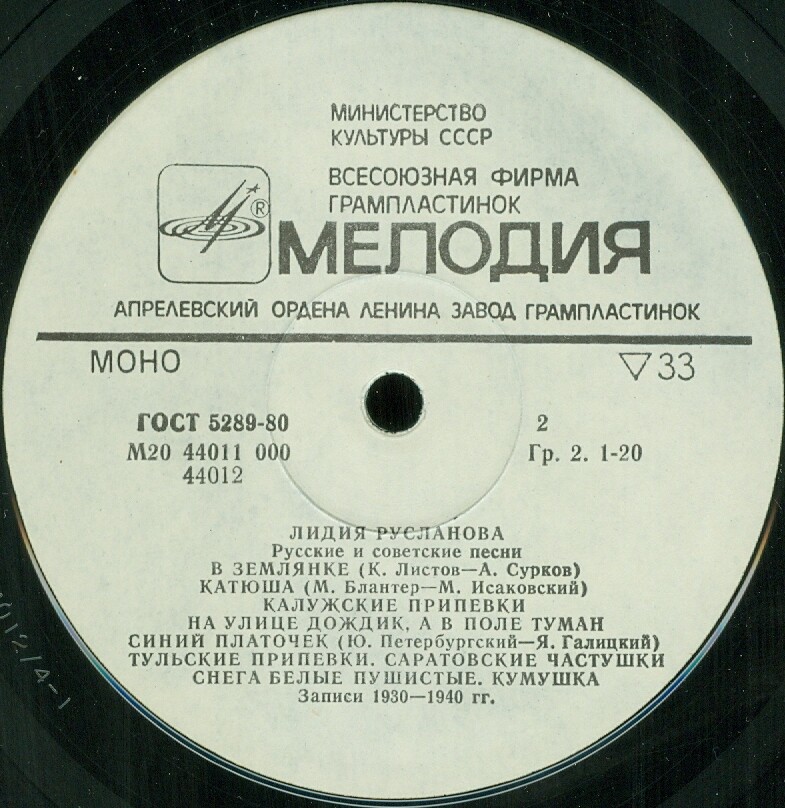 МИНИСТЕРСТВО
КУЛЬТУРЫ СССР
ВСЕСОЮЗНАЯ ФИРМА
ГРАМПЛАСТИНОК
®
МЕЛОДИЯ
АПРЕЛЕВСКИЙ ОРДЕНА ЛЕНИНА ЗАВОД ГРАМПЛАСТИНОК
МОНО ▽33
ГОСТ 5289-80 2
М20 44011 000 Гр. 2. 1-20
44012
ЛИДИЯ РУСЛАНОВА
Русские и советские песни
В ЗЕМЛЯНКЕ (К. Листов—А. Сурков)
КАТЮША (М. Блантер—М. Исаковский)
КАЛУЖСКИЕ ПРИПЕВКИ
НА УЛИЦЕ ДОЖДИК, А В ПОЛЕ ТУМАН
СИНИЙ ПЛАТОЧЕК (Ю. Петербургский—Я. Галицкий)
ТУЛЬСКИЕ ПРИПЕВКИ. САРАТОВСКИЕ ЧАСТУШКИ
СНЕГА БЕЛЫЕ ПУШИСТЫЕ. КУМУШКА
Записи 1930—1940 гг.